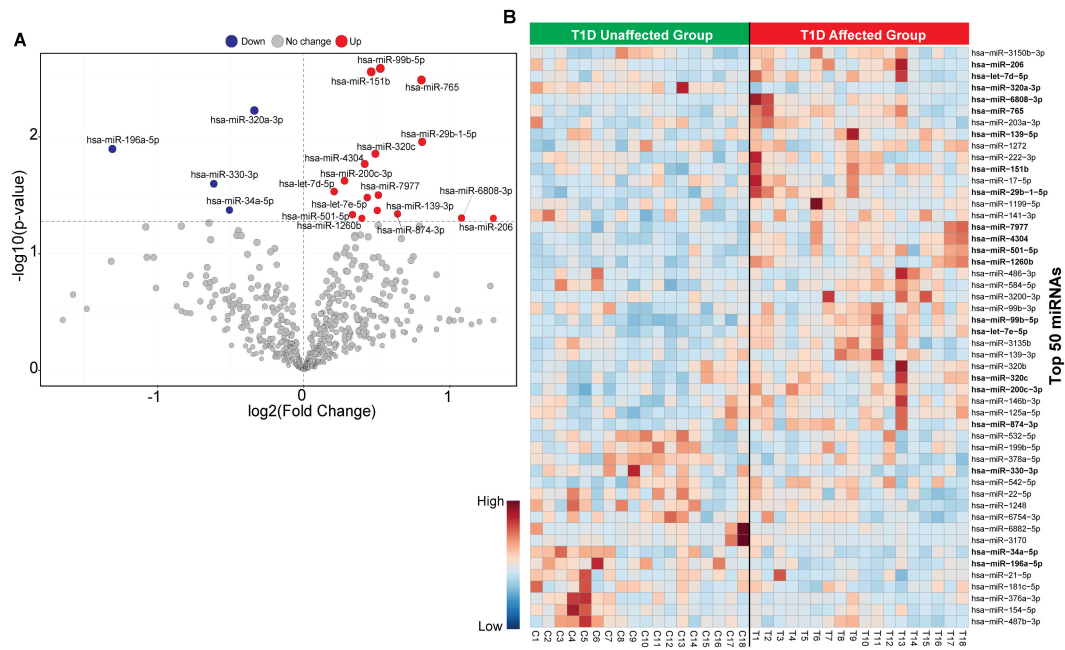 A
Down No change Up
hsa-miR-99b-5p
hsa-miR-151b
hsa-miR-765
hsa-miR-320a-3p
hsa-miR-196a-5p
hsa-miR-29b-1-5p
hsa-miR-320c
hsa-miR-4304
hsa-miR-330-3p
hsa-miR-200c-3p
hsa-let-7d-5p
hsa-miR-7977
hsa-miR-6808-3p
hsa-miR-34a-5p
hsa-let-7e-5p
hsa-miR-139-3p
hsa-miR-501-5p
hsa-miR-1260b
hsa-miR-874-3p
hsa-miR-206
2
1
0
-log10(p-value)
-1 0 1
log2(Fold Change)
B
T1D Unaffected Group T1D Affected Group
hsa-miR-3150b-3p
hsa-miR-206
hsa-let-7d-5p
hsa-miR-320a-3p
hsa-miR-6808-3p
hsa-miR-765
hsa-miR-203a-3p
hsa-miR-139-5p
hsa-miR-1272
hsa-miR-222-3p
hsa-miR-151b
hsa-miR-17-5p
hsa-miR-29b-1-5p
hsa-miR-1199-5p
hsa-miR-141-3p
hsa-miR-7977
hsa-miR-4304
hsa-miR-501-5p
hsa-miR-1260b
hsa-miR-486-3p
hsa-miR-584-5p
hsa-miR-3200-3p
hsa-miR-99b-3p
hsa-miR-99b-5p
hsa-let-7e-5p
hsa-miR-3135b
hsa-miR-139-3p
hsa-miR-320b
hsa-miR-320c
hsa-miR-200c-3p
hsa-miR-146b-3p
hsa-miR-125a-5p
hsa-miR-874-3p
hsa-miR-532-5p
hsa-miR-199b-5p
hsa-miR-378a-5p
hsa-miR-330-3p
hsa-miR-542-5p
hsa-miR-22-5p
hsa-miR-1248
hsa-miR-6754-3p
hsa-miR-6882-5p
hsa-miR-3170
hsa-miR-34a-5p
hsa-miR-196a-5p
hsa-miR-21-5p
hsa-miR-181c-5p
hsa-miR-376a-3p
hsa-miR-154-5p
hsa-miR-487b-3p
Top 50 miRNAs
High
Low
C1 C2 C3 C4 C5 C6 C7 C8 C9 C10 C11 C12 C13 C14 C15 C16 C17 C18 T1 T2 T3 T4 T5 T6 T7 T8 T9 T10 T11 T12 T13 T14 T15 T16 T17 T18